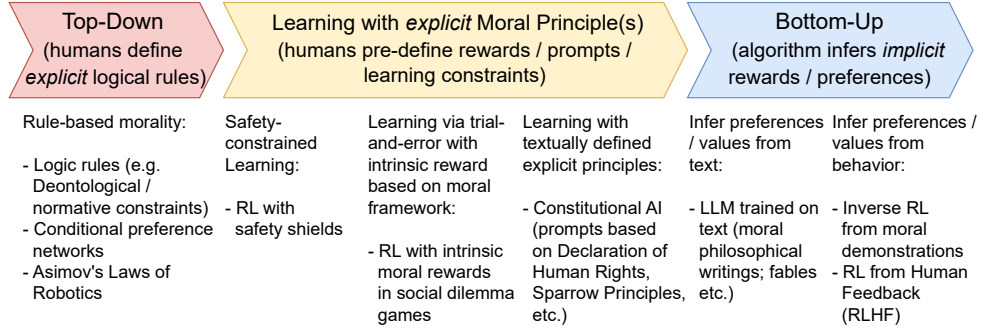 Top-Down
(humans define
explicit logical rules)
Learning with explicit Moral Principle(s)
(humans pre-define rewards / prompts /
learning constraints)
Bottom-Up
(algorithm infers implicit
rewards / preferences)
Rule-based morality:
- Logic rules (e.g.
Deontological /
normative constraints)
- Conditional preference
networks
- Asimov's Laws of
Robotics
Safety-
constrained
Learning:
- RL with
safety shields
Learning via trial-
and-error with
intrinsic reward
based on moral
framework:
- RL with intrinsic
moral rewards
in social dilemma
games
Learning with
textually defined
explicit principles:
- Constitutional AI
(prompts based
on Declaration of
Human Rights,
Sparrow Principles,
etc.)
Infer preferences
/ values from
text:
- LLM trained on
text (moral
philosophical
writings; fables
etc.)
Infer preferences /
values from
behavior:
- Inverse RL
from moral
demonstrations
- RL from Human
Feedback
(RLHF)